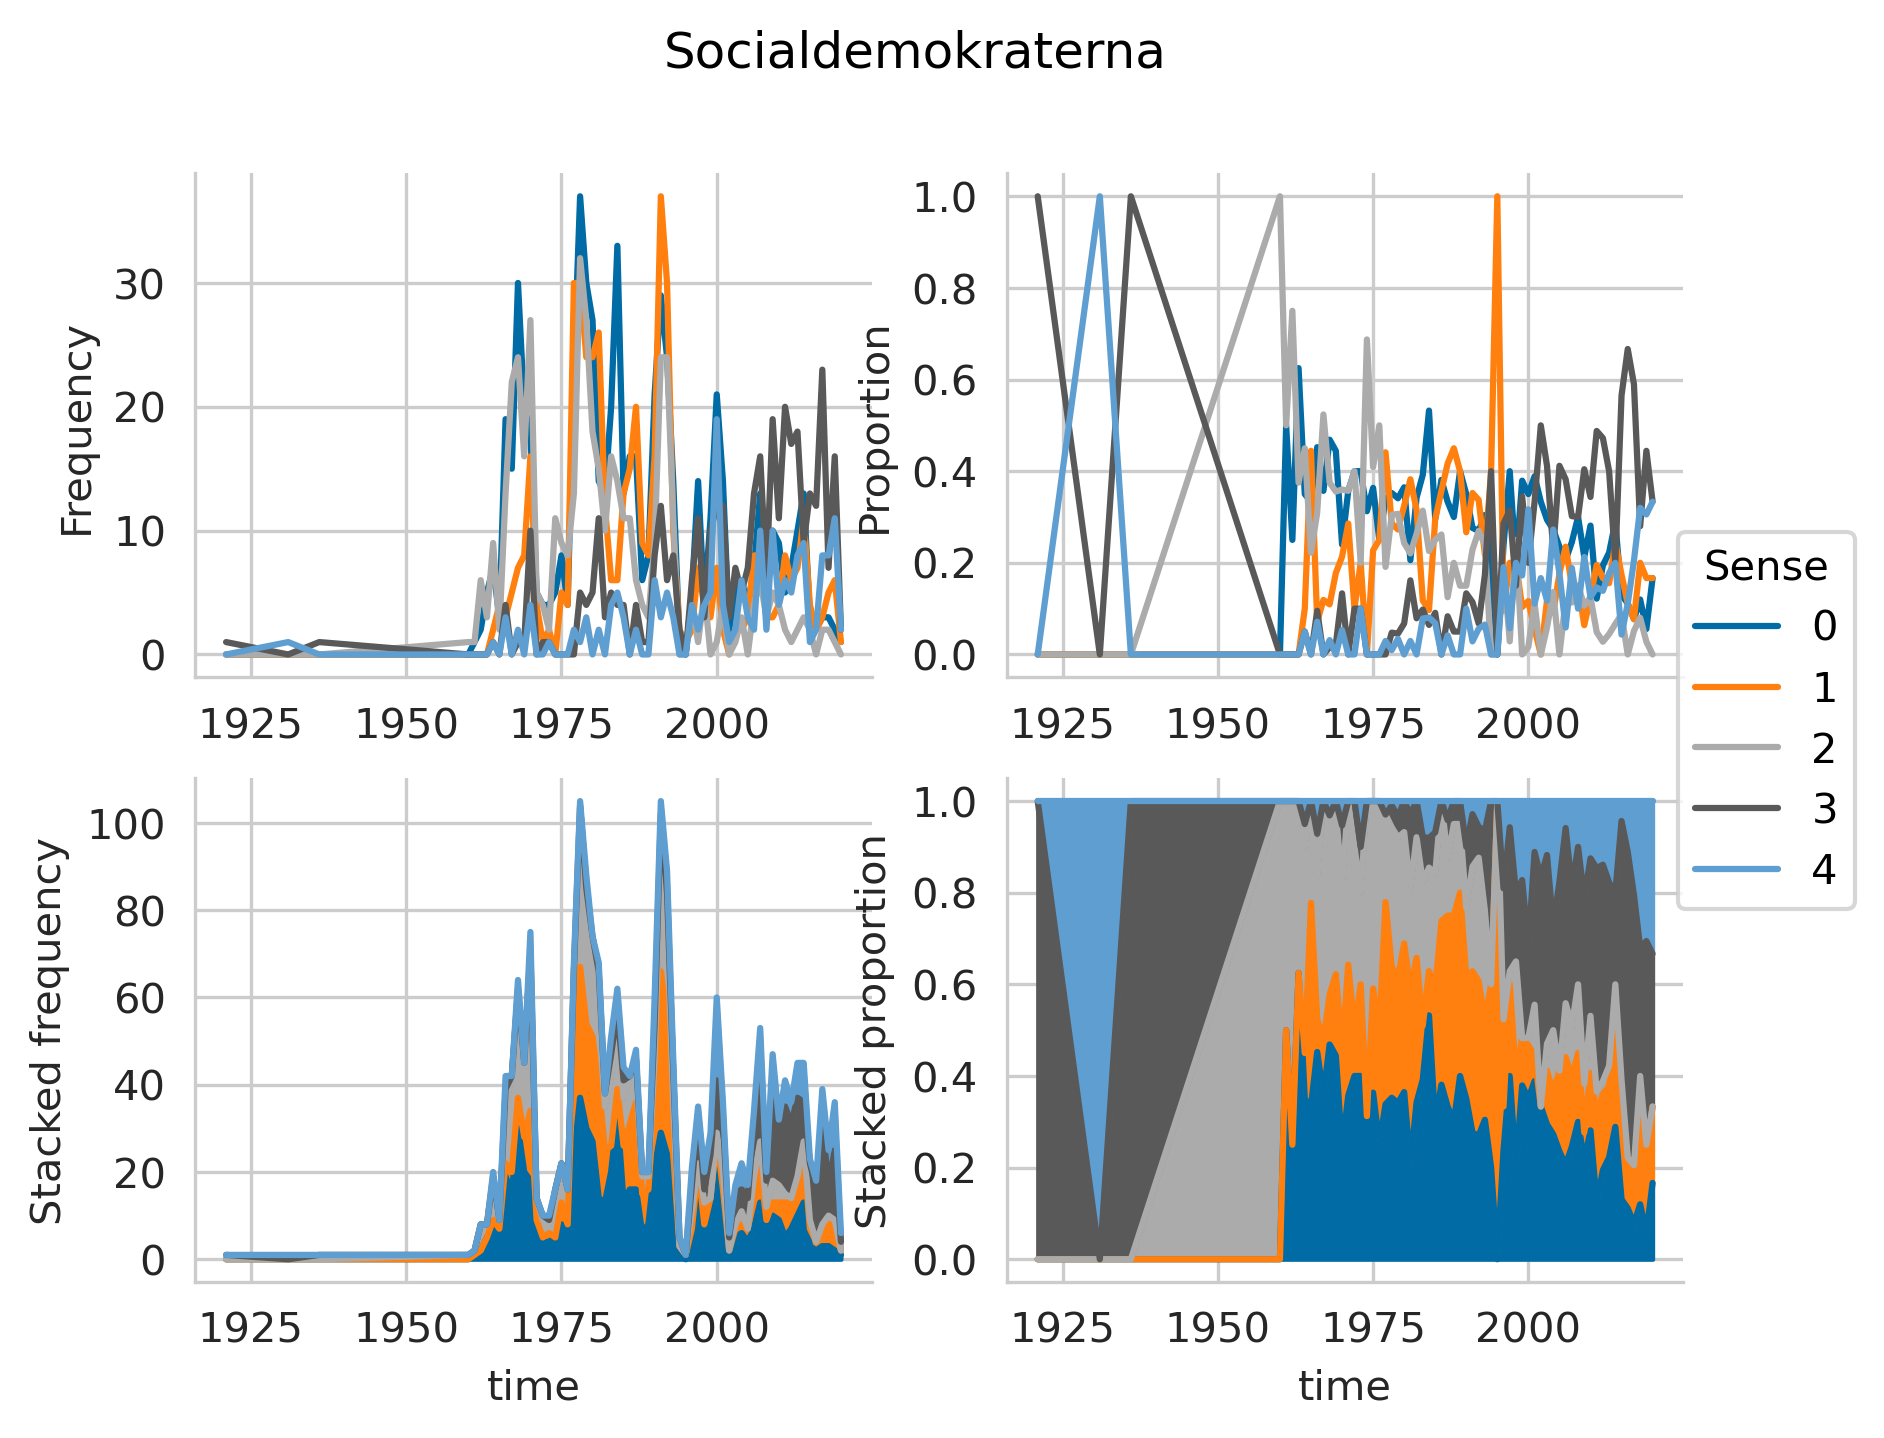 Socialdemokraterna
Frequency
30
20
10
0
1925 1950 1975 2000
Proportion
1.0
0.8
0.6
0.4
0.2
0.0
1925 1950 1975 2000
Sense
0
1
2
3
4
Stacked frequency
100
80
60
40
20
0
1925 1950 1975 2000
time
Stacked proportion
1.0
0.8
0.6
0.4
0.2
0.0
1925 1950 1975 2000
time